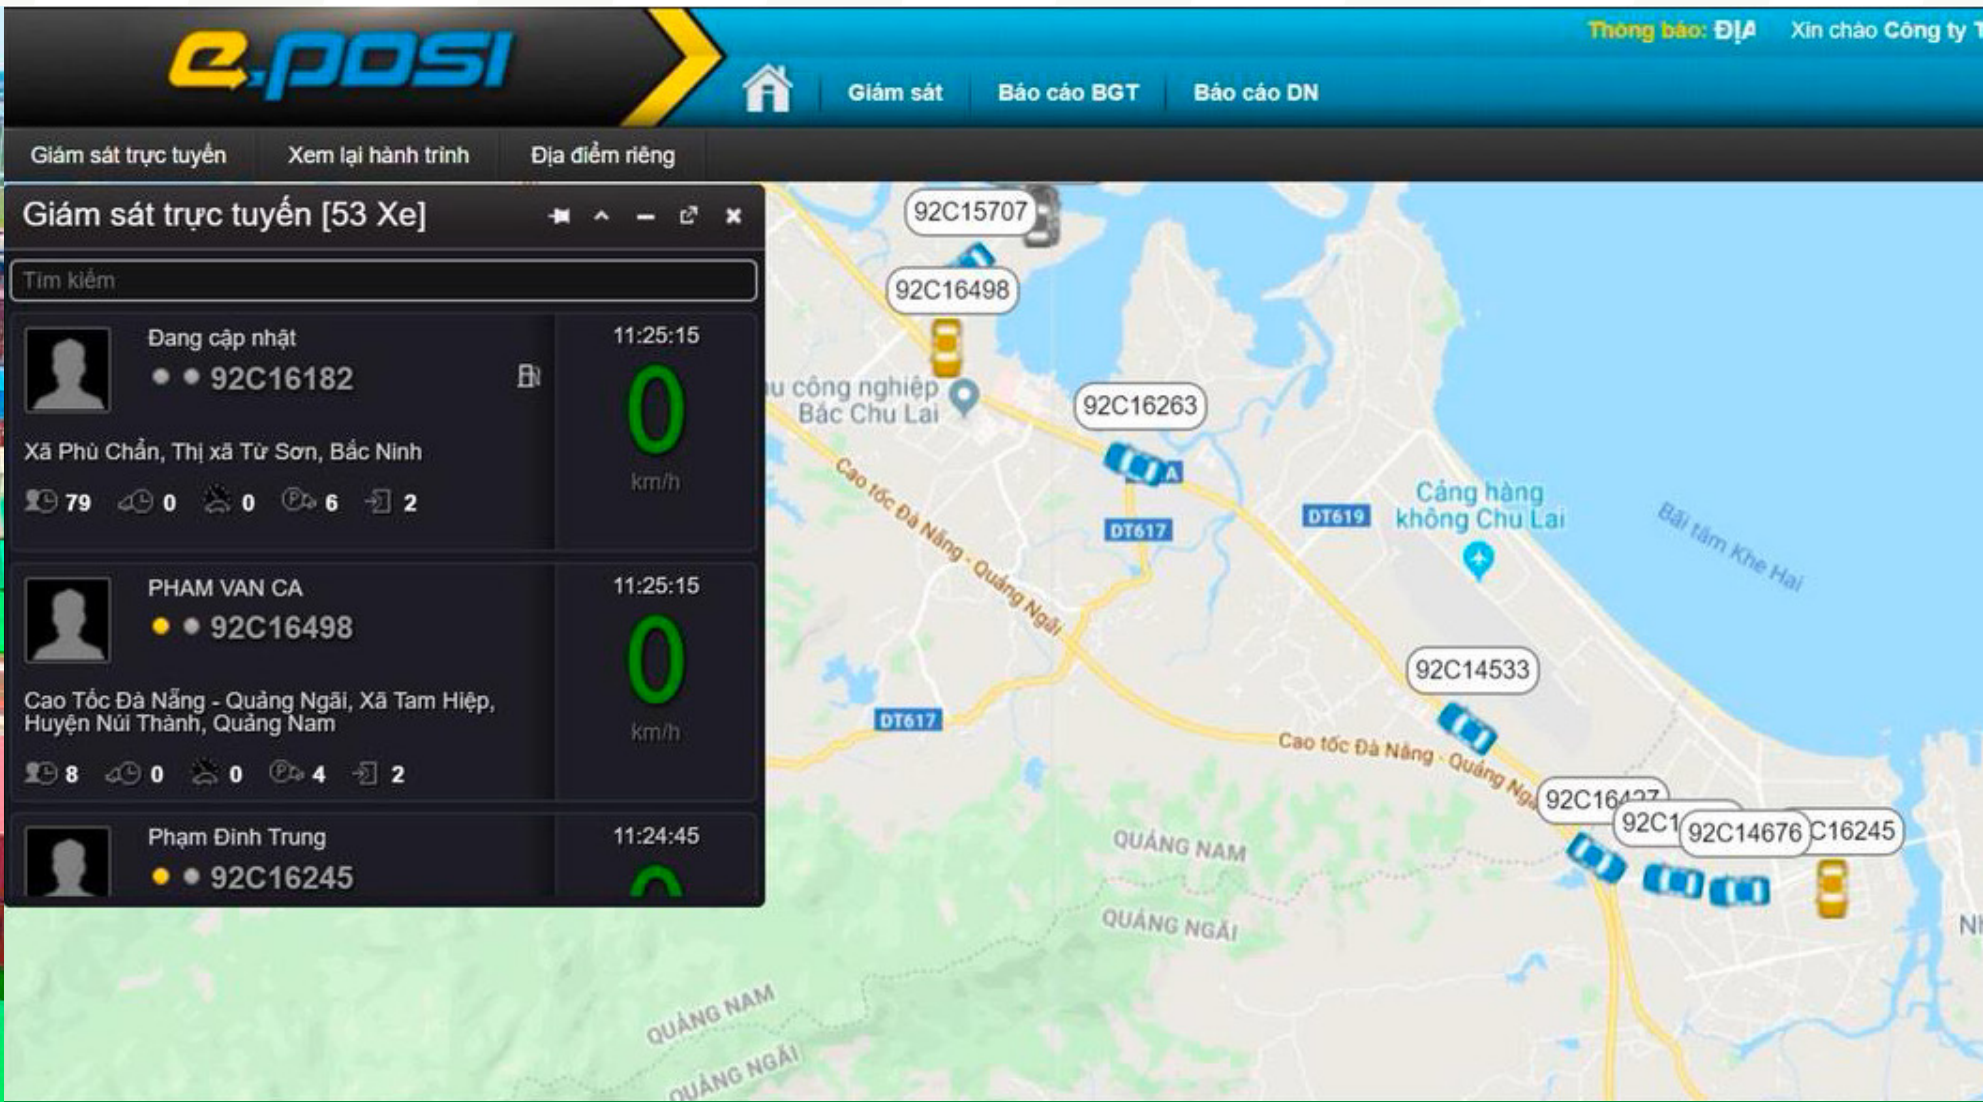 e.posi
Thông báo: ĐỊA
Xin chào Công ty
Giám sát
Báo cáo BGT
Báo cáo DN
Giám sát trực tuyến
Xem lại hành trình
Địa điểm riêng
Giám sát trực tuyến [53 Xe]
Tìm kiếm
Đang cập nhật
11:25:15
92C16182
0
km/h
Xã Phù Chẩn, Thị xã Từ Sơn, Bắc Ninh
79 0 0 6 2
PHAM VAN CA
11:25:15
92C16498
0
km/h
Cao Tốc Đà Nẵng - Quảng Ngãi, Xã Tam Hiệp,
Huyện Núi Thành, Quảng Nam
8 0 0 4 2
Phạm Đình Trung
11:24:45
92C16245
92C15707
92C16498
công nghiệp
Bắc Chu Lai
92C16263
A
Cao tốc Đà Nẵng - Quảng Ngãi
DT617
DT619
Cảng hàng
không Chu Lai
Bãi tắm Khe Hai
92C14533
DT617
Cao tốc Đà Nẵng - Quảng
92C16427
92C1
92C14676
C16245
QUẢNG NAM
QUẢNG NGÃI
QUẢNG NAM
QUẢNG NGÃI